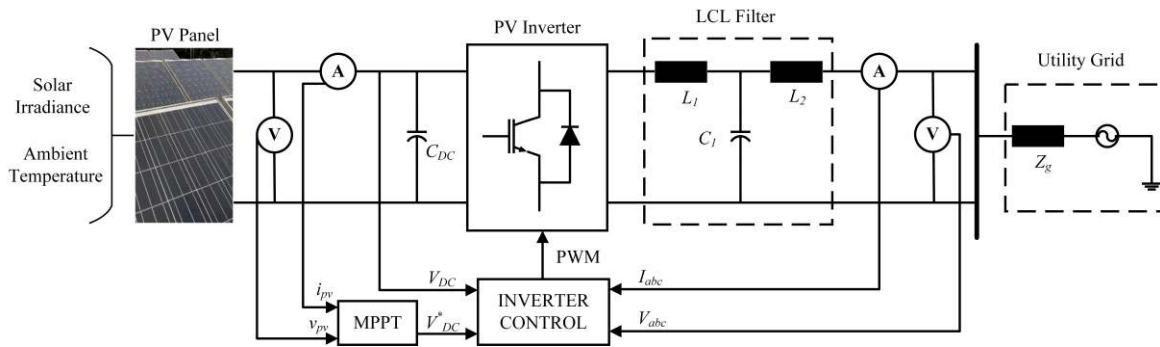 LCL Filter
PV Panel
PV Inverter
Utility Grid
Solar
Irradiance
Ambient
Temperature
A
V
C_DC
L_1
L_2
C_1
A
V
Z_g
PWM
V_DC
I_abc
i_pv
v_pv
MPPT
V*_DC
INVERTER
CONTROL
V_abc